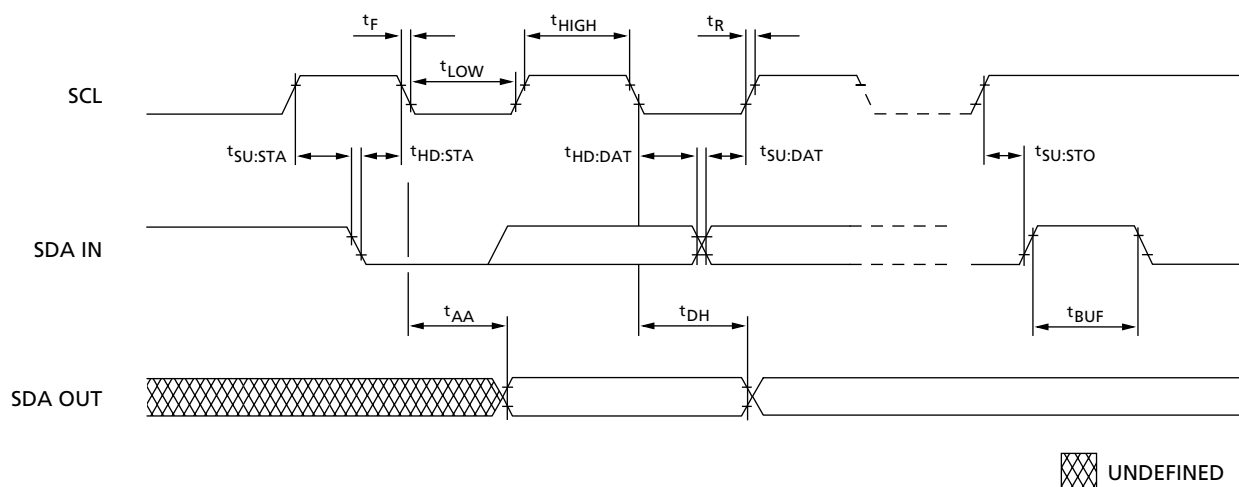 tF
tHIGH
tR
tLOW
SCL
tSU:STA
tHD:STA
tHD:DAT
tSU:DAT
tSU:STO
SDA IN
tAA
tDH
tBUF
SDA OUT
UNDEFINED